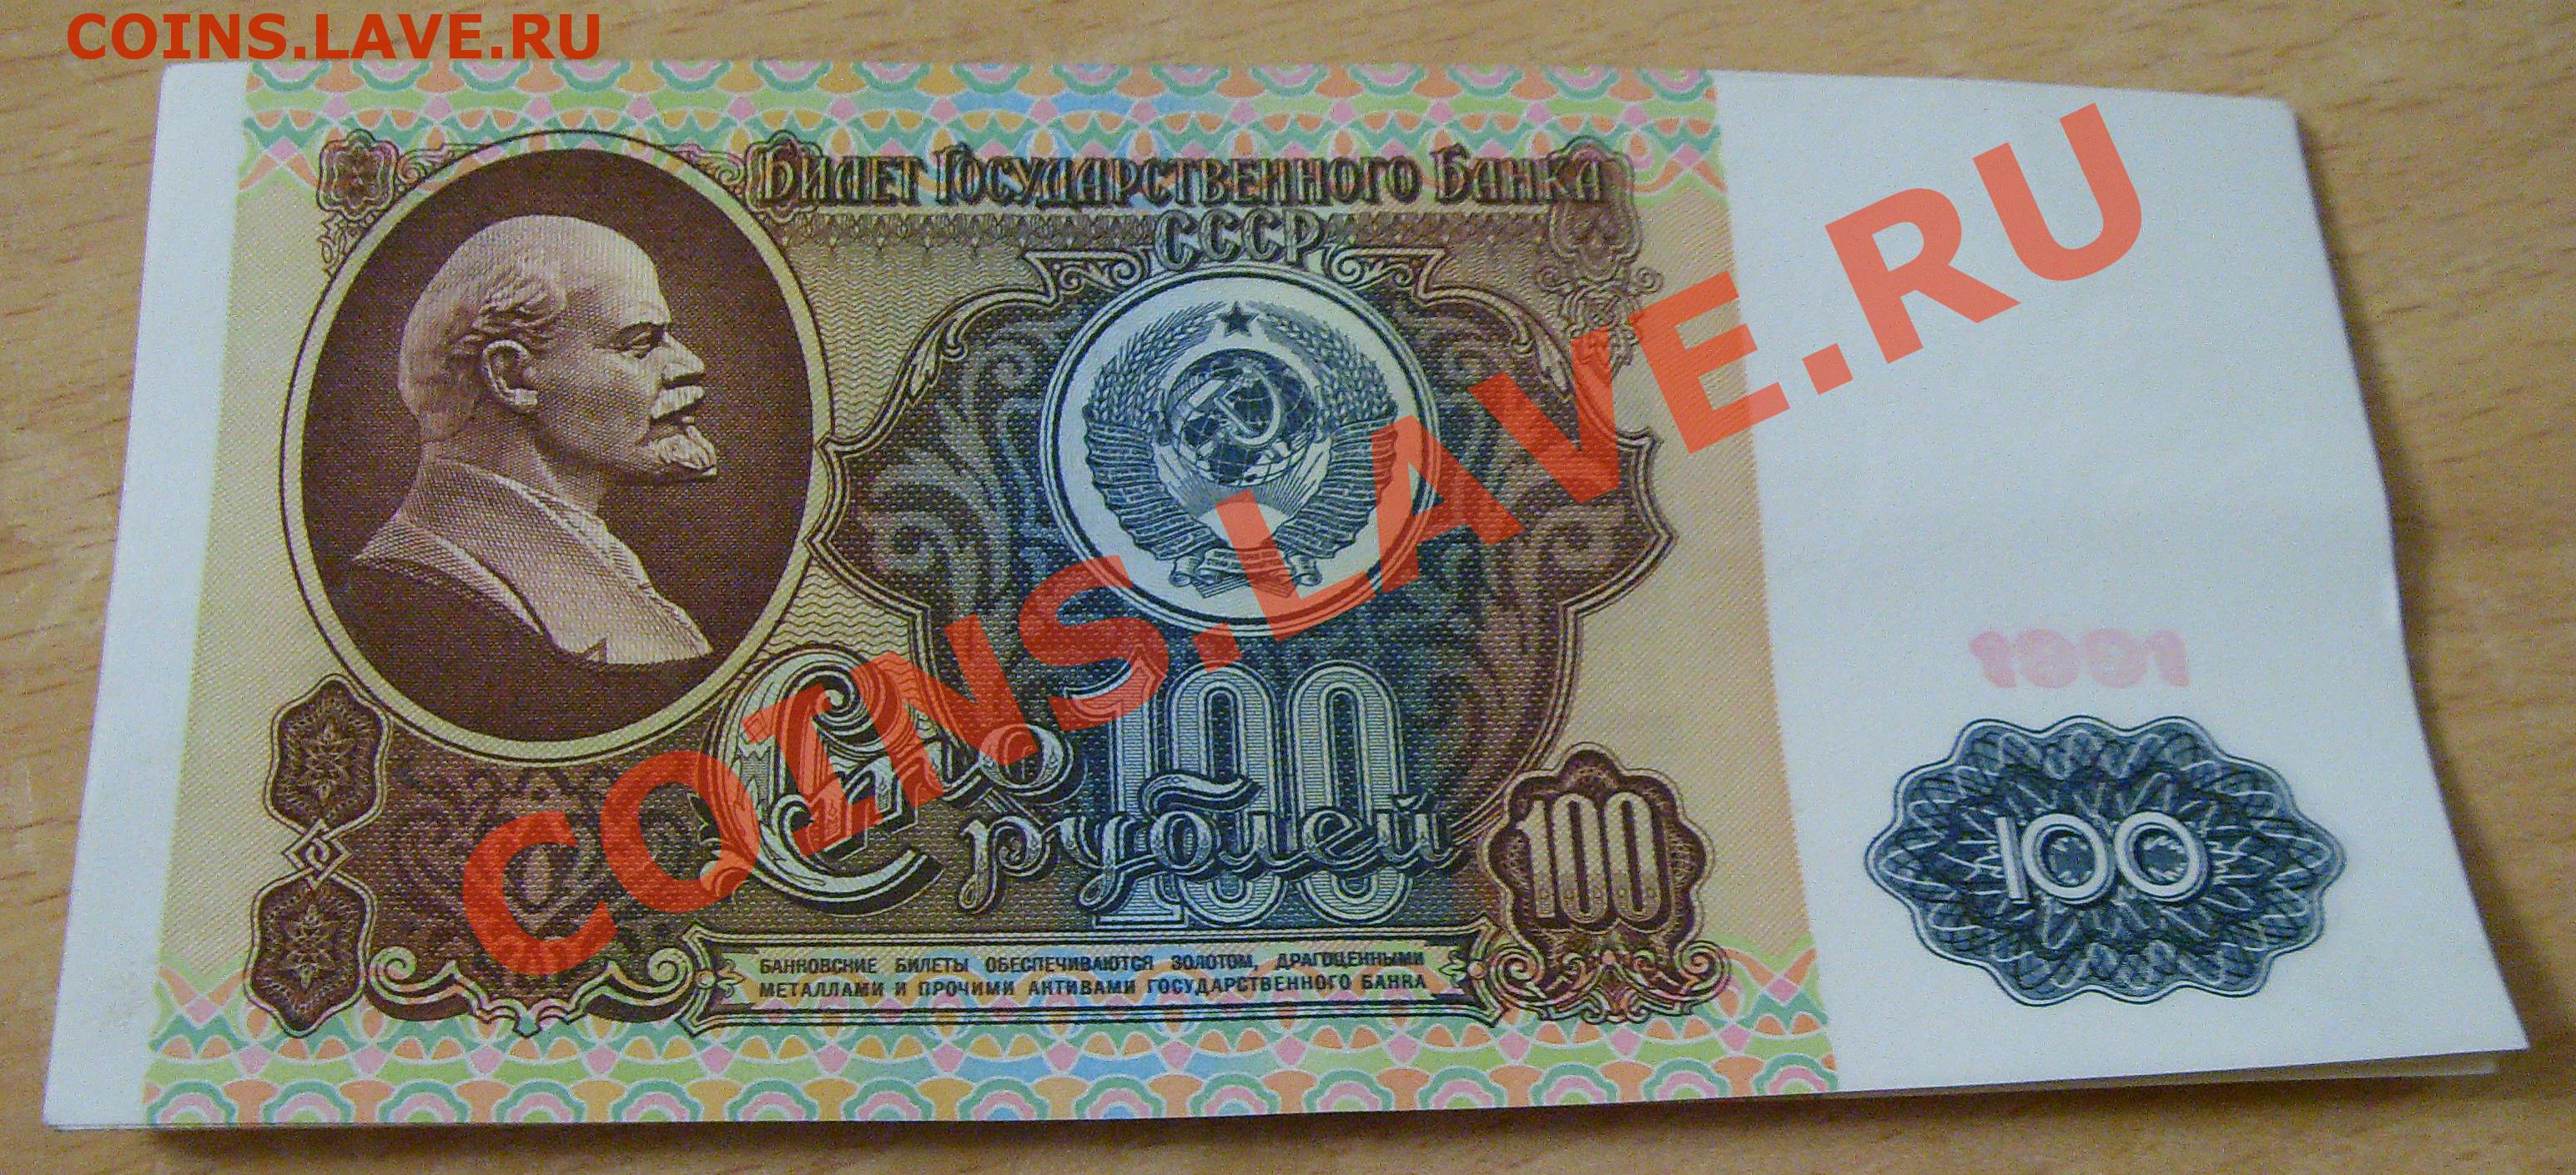 COINS.LAVE.RU
Билет Государственного Банка
СССР
Сто
100
рублей
100
БАНКОВСКИЕ БИЛЕТЫ ОБЕСПЕЧИВАЮТСЯ ЗОЛОТОМ, ДРАГОЦЕННЫМИ
МЕТАЛЛАМИ И ПРОЧИМИ АКТИВАМИ ГОСУДАРСТВЕННОГО БАНКА
1991
100
COINS.LAVE.RU